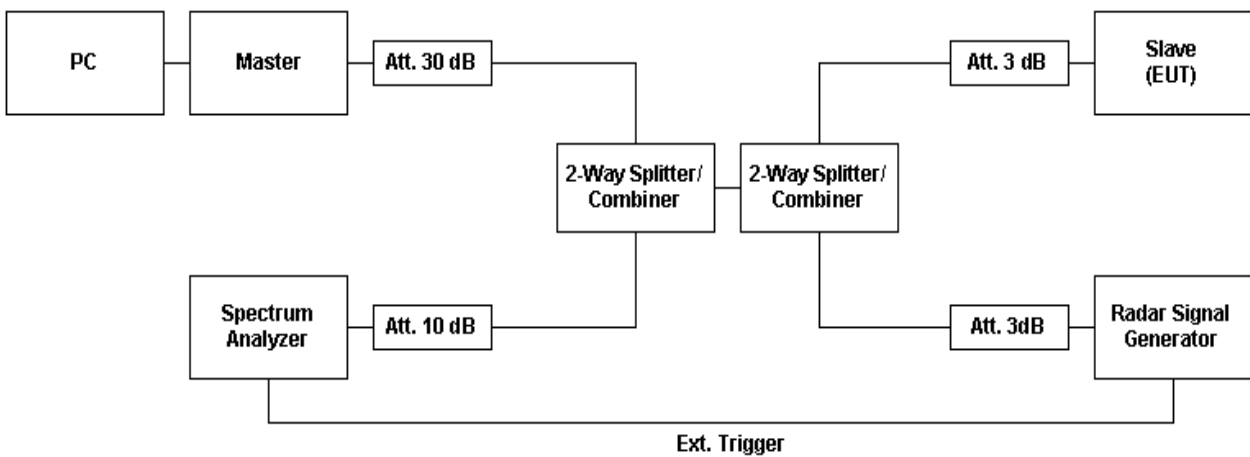 PC
Master
Att. 30 dB
Att. 3 dB
Slave
(EUT)
2-Way Splitter/
Combiner
2-Way Splitter/
Combiner
Spectrum
Analyzer
Att. 10 dB
Att. 3dB
Radar Signal
Generator
Ext. Trigger